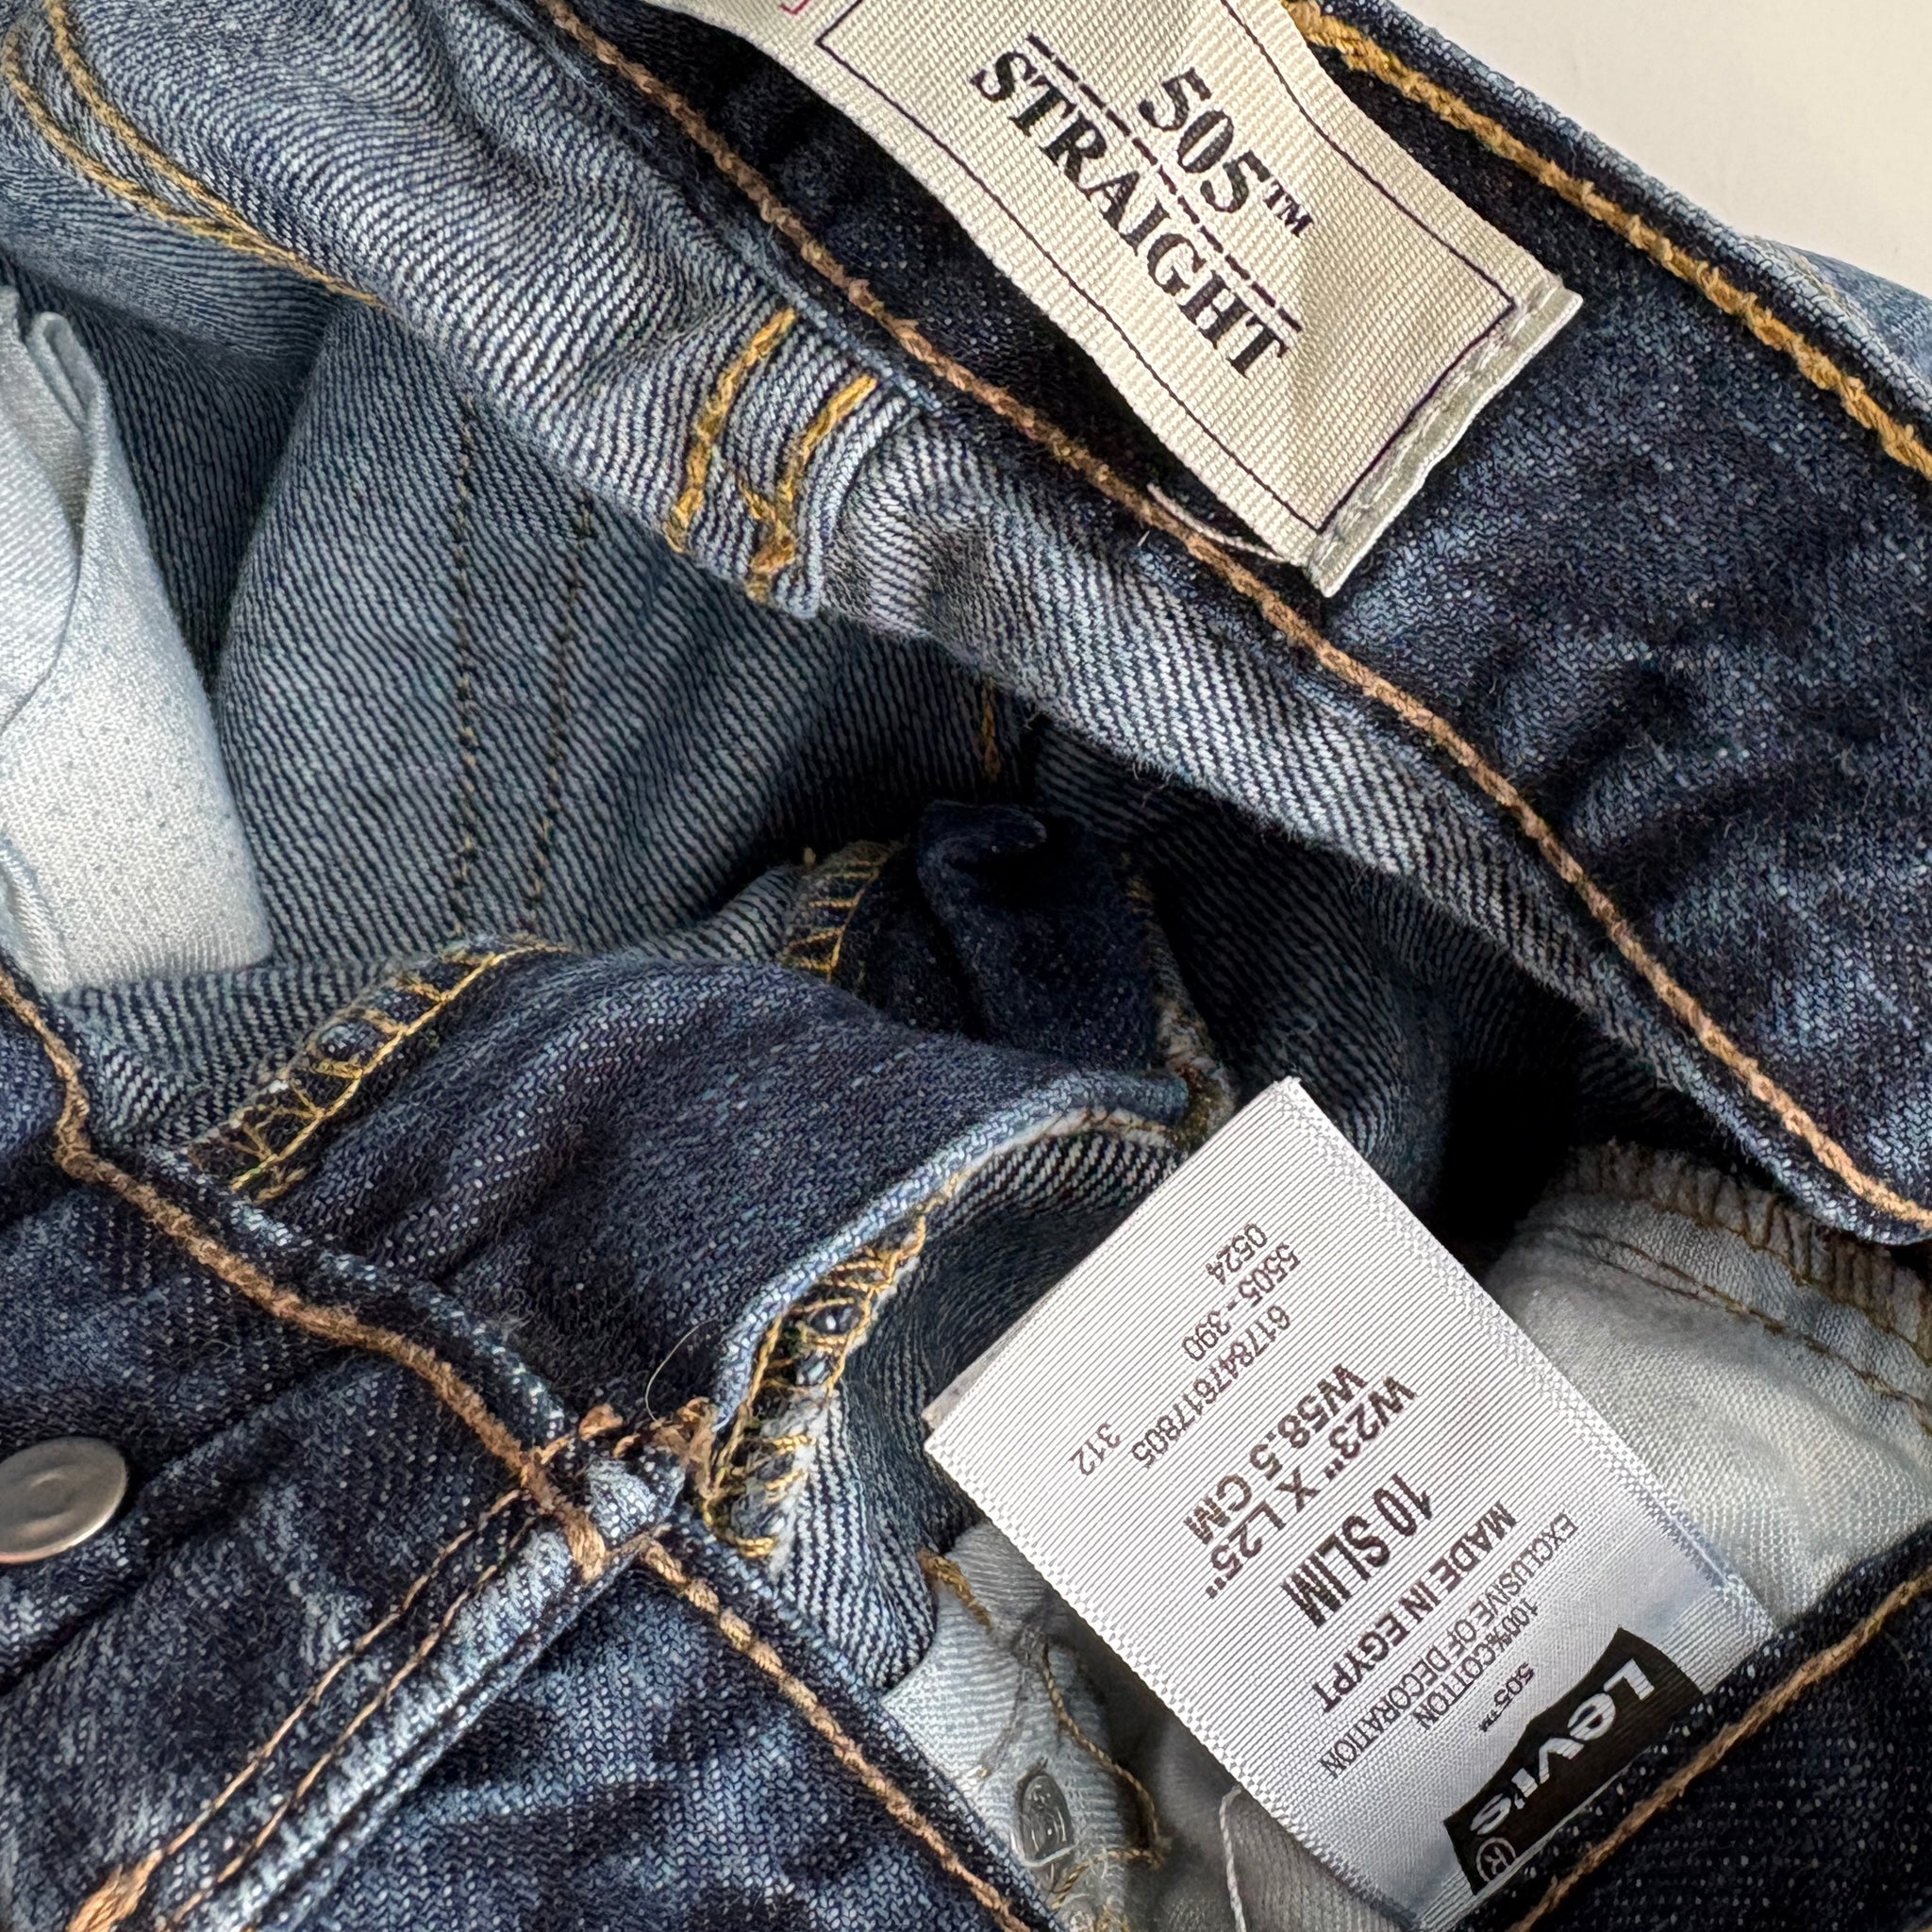 505™
STRAIGHT
Levi's®
505™
100%COTTON
EXCLUSIVE OF DECORATION
MADE IN EGYPT
10 SLIM
W23" X L25"
W58.5 CM
617847617805 312
5505-390
0524